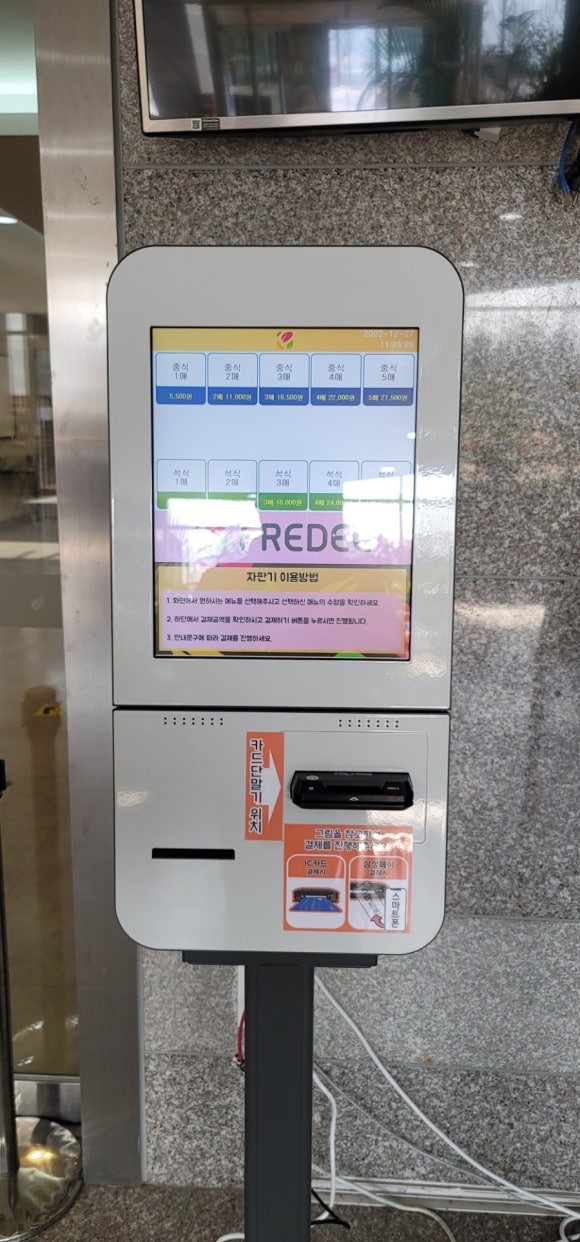 2022-12-27
11:25:09
중식 중식 중식 중식 중식
1매 2매 3매 4매 5매
5,500원 2매 11,000원 3매 16,500원 4매 22,000원 5매 27,500원
석식 석식 석식 석식 석식
1매 2매 3매 4매
3매 18,000원 4매 24,00
FREDE
자판기 이용방법
1. 화면에서 원하시는 메뉴를 선택해주시고 선택하신 메뉴의 수량을 확인하세요.
2. 하단에서 결제금액을 확인하시고 결제하기 버튼을 누르시면 진행됩니다.
3. 안내문구에 따라 결제를 진행하세요.
카드단말기 위치
그림을 참고하여
결제를 진행하
IC카드 삼성페이
결제시 결제시
스마트폰